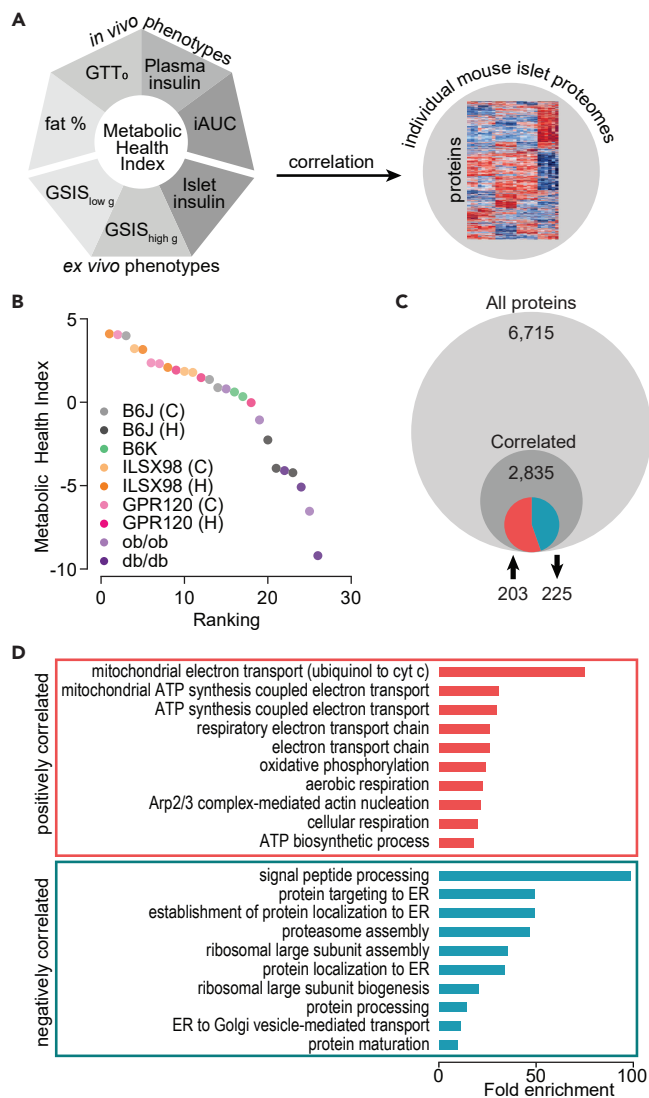 A
in vivo phenotypes
GTT0
Plasma
insulin
fat %
iAUC
Metabolic
Health
Index
GSISlow g
GSIShigh g
Islet
insulin
ex vivo phenotypes
correlation
individual mouse islet proteomes
proteins
B
Metabolic Health Index
5
0
-5
-10
B6J (C)
B6J (H)
B6K
ILSX98 (C)
ILSX98 (H)
GPR120 (C)
GPR120 (H)
ob/ob
db/db
0 10 20 30
Ranking
C
All proteins
6,715
Correlated
2,835
203 225
D
positively correlated
mitochondrial electron transport (ubiquinol to cyt c)
mitochondrial ATP synthesis coupled electron transport
ATP synthesis coupled electron transport
respiratory electron transport chain
electron transport chain
oxidative phosphorylation
aerobic respiration
Arp2/3 complex-mediated actin nucleation
cellular respiration
ATP biosynthetic process
negatively correlated
signal peptide processing
protein targeting to ER
establishment of protein localization to ER
proteasome assembly
ribosomal large subunit assembly
protein localization to ER
ribosomal large subunit biogenesis
protein processing
ER to Golgi vesicle-mediated transport
protein maturation
0 50 100
Fold enrichment